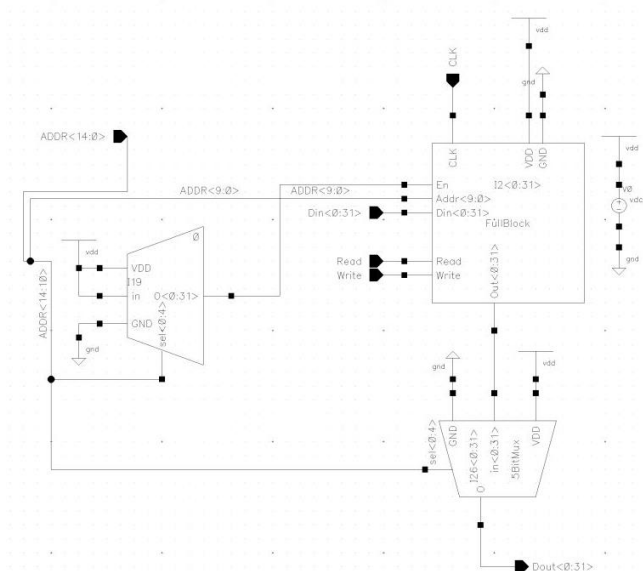 vdd
CLK
gnd
ADDR<14:0>
vdd
CLK
VDD
GND
I2<0:31>
V0
vdc
ADDR<9:0>
ADDR<9:0>
En
Addr<9:0>
Din<0:31>
Din<0:31>
FullBlock
0
vdd
VDD
I19
in
O<0:31>
Read
Read
Write
Write
Out<0:31>
gnd
ADDR<14:10>
GND
sel<0:4>
gnd
gnd
vdd
sel<0:4>
GND
I26<0:31>
in<0:31>
5BitMux
VDD
O
Dout<0:31>